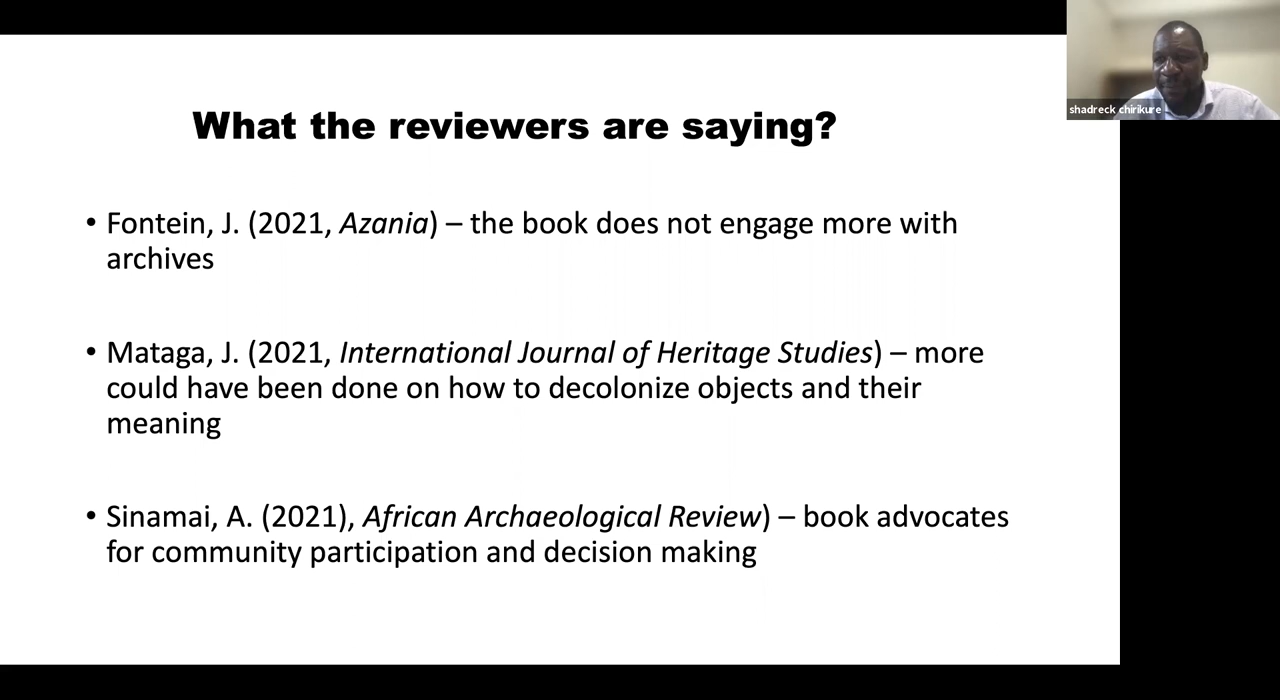 shadreck chirikure
What the reviewers are saying?
• Fontein, J. (2021, Azania) – the book does not engage more with
archives
• Mataga, J. (2021, International Journal of Heritage Studies) – more
could have been done on how to decolonize objects and their
meaning
• Sinamai, A. (2021), African Archaeological Review) – book advocates
for community participation and decision making